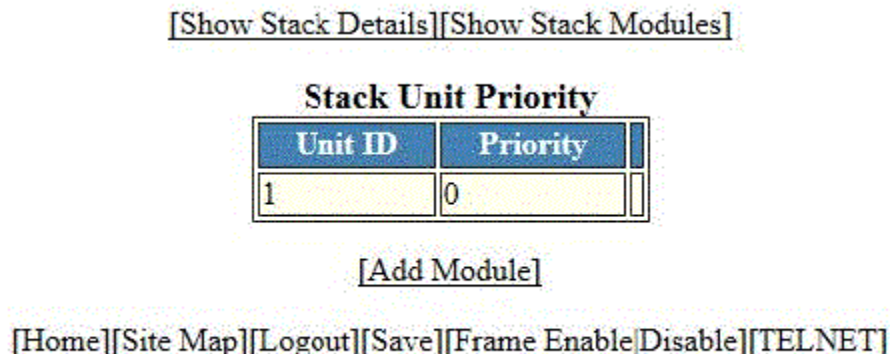 [Show Stack Details][Show Stack Modules]
Stack Unit Priority
Unit ID Priority
1 0
[Add Module]
[Home][Site Map][Logout][Save][Frame Enable|Disable][TELNET]